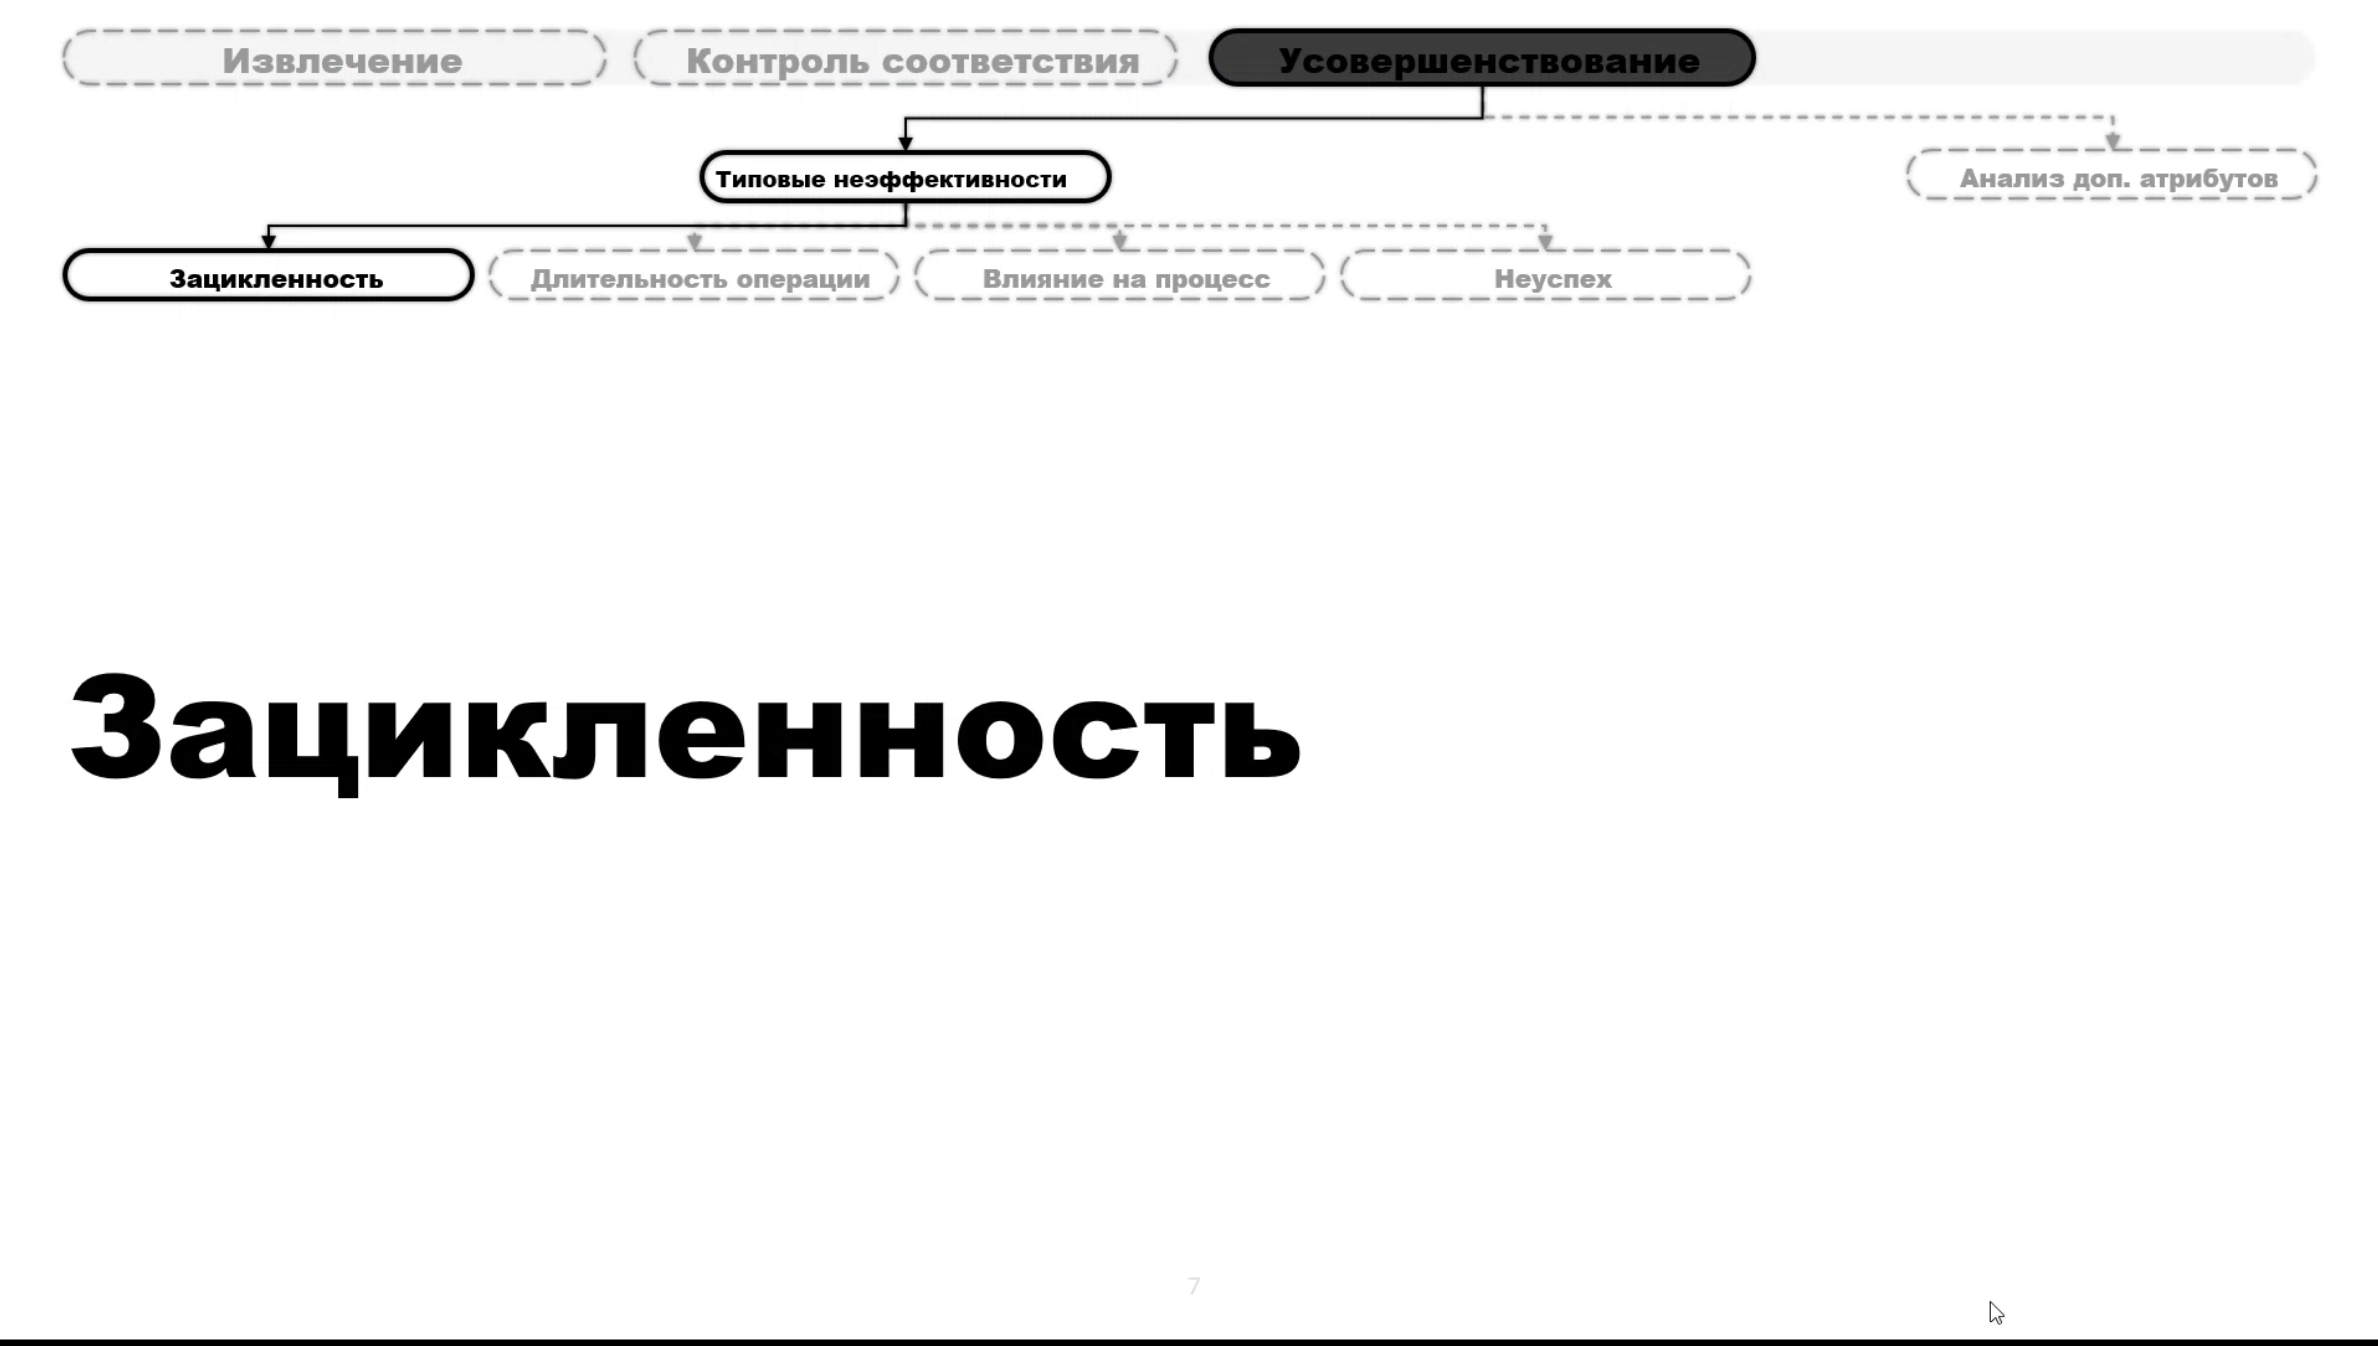 Извлечение Контроль соответствия Усовершенствование
Типовые неэффективности Анализ доп. атрибутов
Зацикленность Длительность операции Влияние на процесс Неуспех
Зацикленность
7